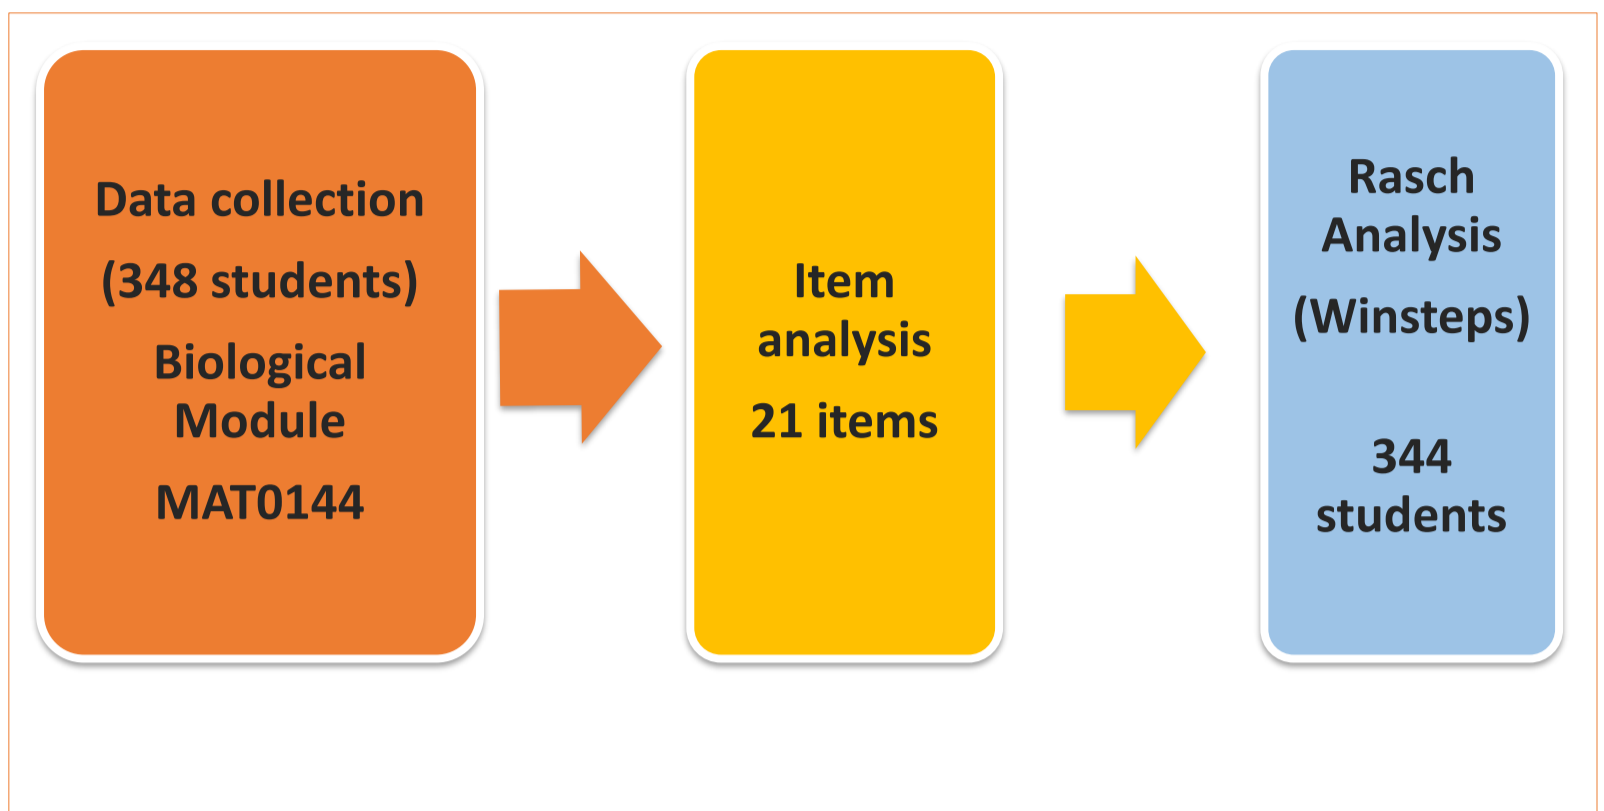 Data collection
(348 students)
Biological
Module
MAT0144
Item
analysis
21 items
Rasch
Analysis
(Winsteps)
344
students